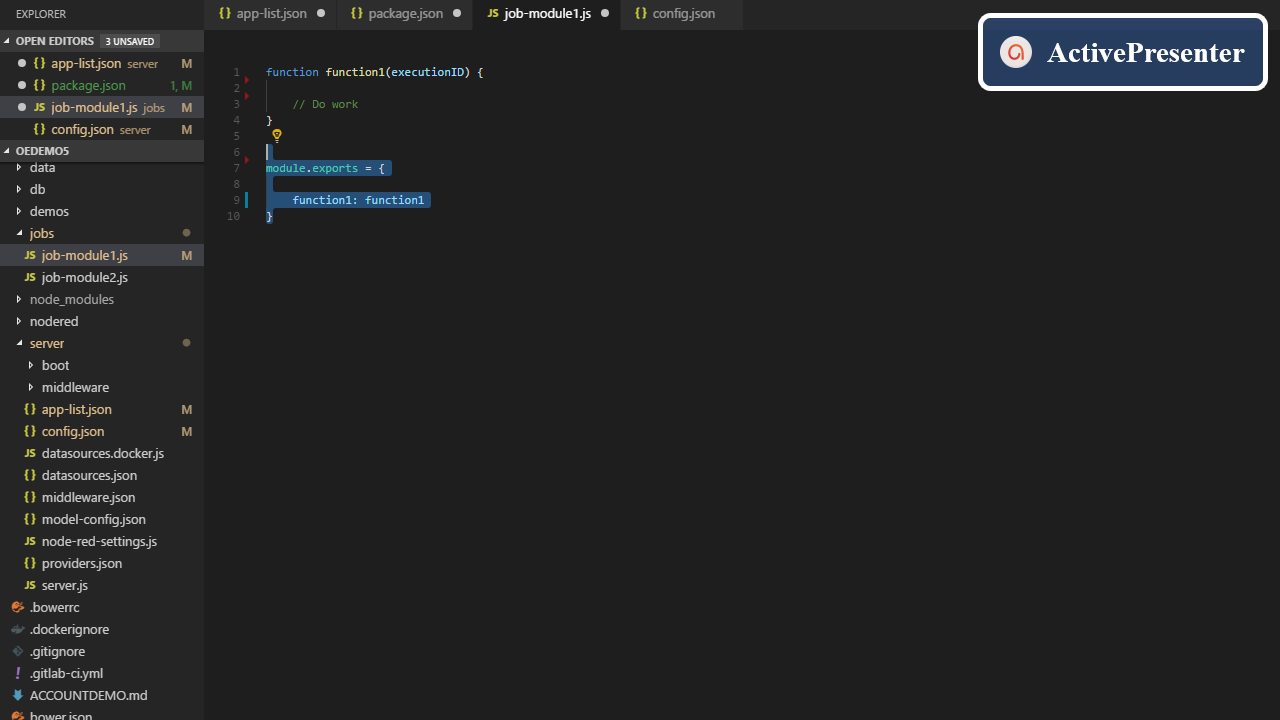 EXPLORER
OPEN EDITORS 3 UNSAVED
{} app-list.json server M
{} package.json 1, M
JS job-module1.js jobs M
{} config.json server M
OEDEMO5
data
db
demos
jobs
JS job-module1.js M
JS job-module2.js
node_modules
nodered
server
boot
middleware
{} app-list.json M
{} config.json M
JS datasources.docker.js
{} datasources.json
{} middleware.json
{} model-config.json
JS node-red-settings.js
{} providers.json
JS server.js
.bowerrc
.dockerignore
.gitignore
! .gitlab-ci.yml
ACCOUNTDEMO.md
bower.json
{} app-list.json
{} package.json
JS job-module1.js
{} config.json
1 function function1(executionID) {
2
3 // Do work
4 }
5
6
7 module.exports = {
8
9 function1: function1
10 }
ActivePresenter